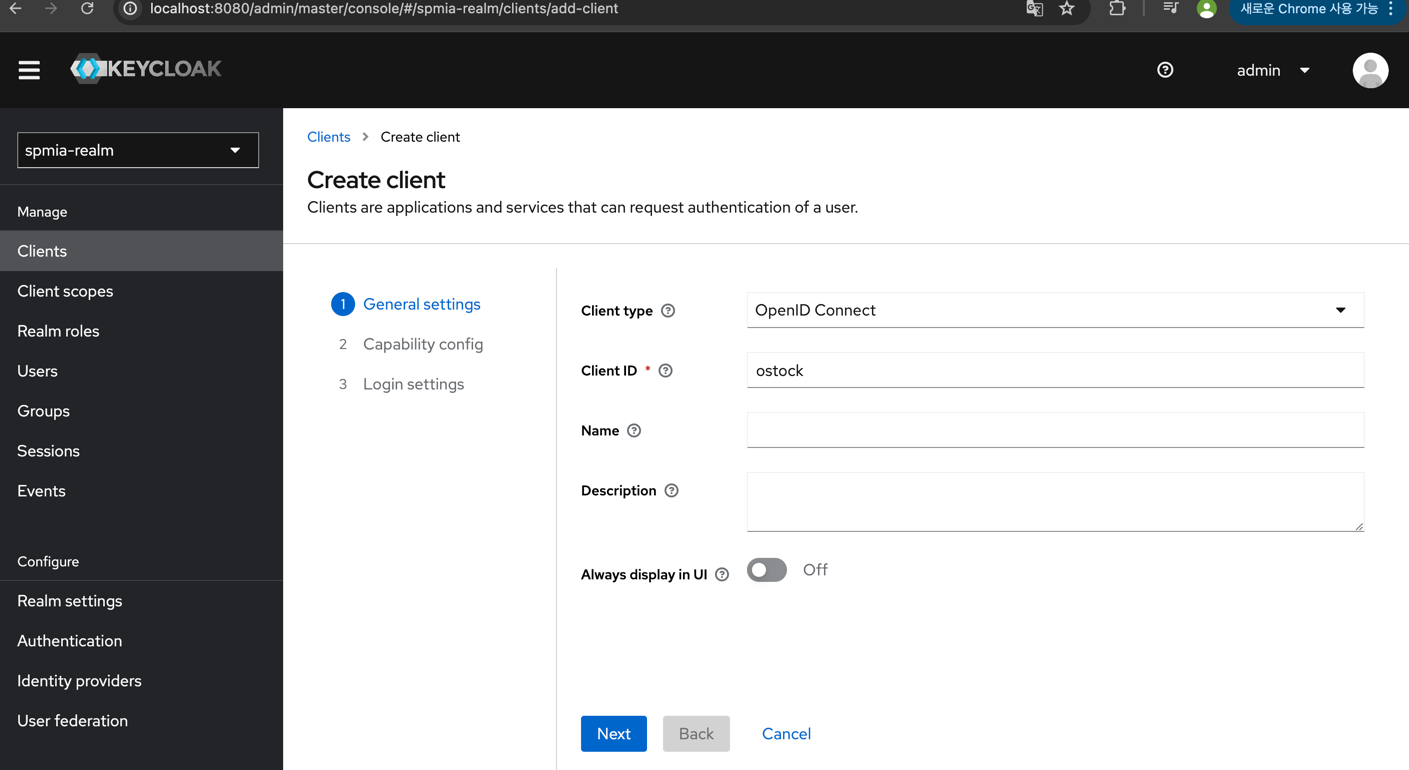 localhost:8080/admin/master/console/#/spmia-realm/clients/add-client
새로운 Chrome 사용 가능
KEYCLOAK
admin
spmia-realm
Manage
Clients
Client scopes
Realm roles
Users
Groups
Sessions
Events
Configure
Realm settings
Authentication
Identity providers
User federation
Clients > Create client
Create client
Clients are applications and services that can request authentication of a user.
1 General settings
2 Capability config
3 Login settings
Client type
OpenID Connect
Client ID *
ostock
Name
Description
Always display in UI
Off
Next
Back
Cancel